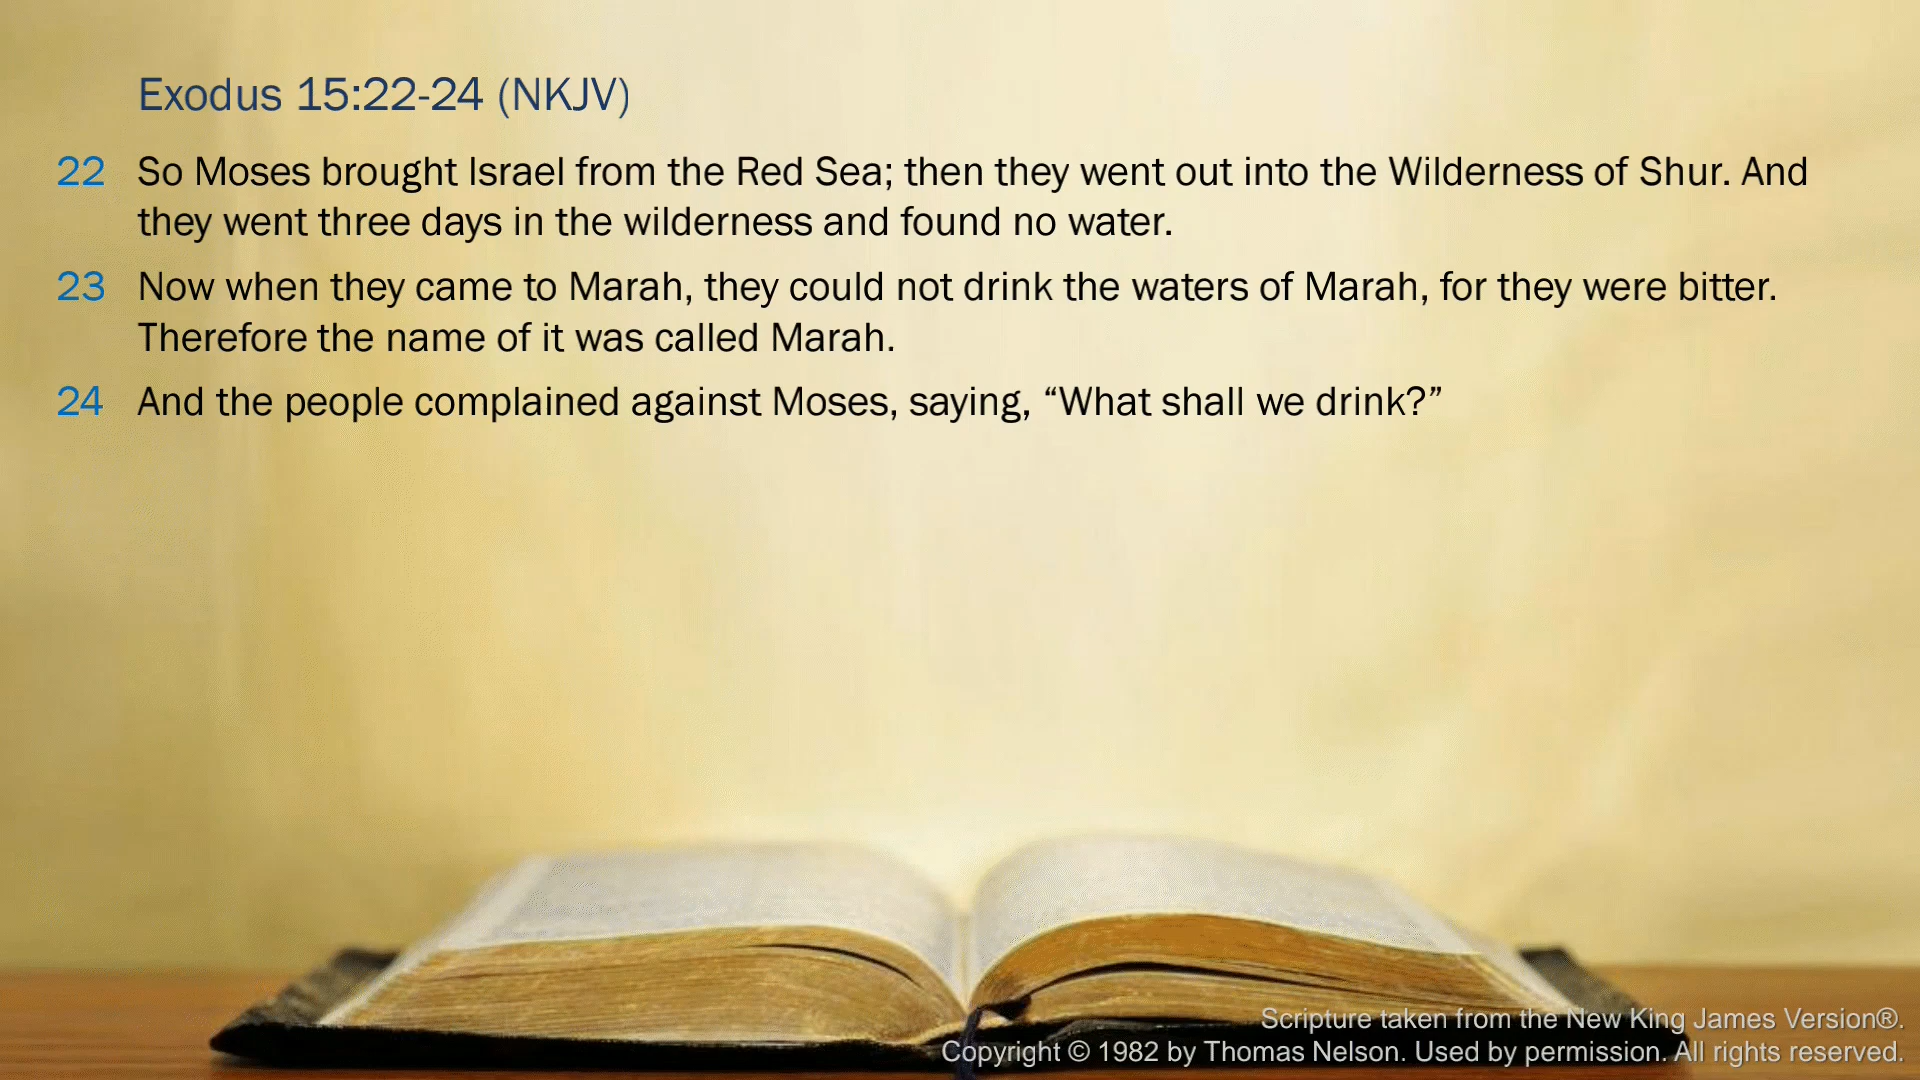 Exodus 15:22-24 (NKJV)
22 So Moses brought Israel from the Red Sea; then they went out into the Wilderness of Shur. And
they went three days in the wilderness and found no water.
23 Now when they came to Marah, they could not drink the waters of Marah, for they were bitter.
Therefore the name of it was called Marah.
24 And the people complained against Moses, saying, “What shall we drink?”
Scripture taken from the New King James Version®.
Copyright © 1982 by Thomas Nelson. Used by permission. All rights reserved.